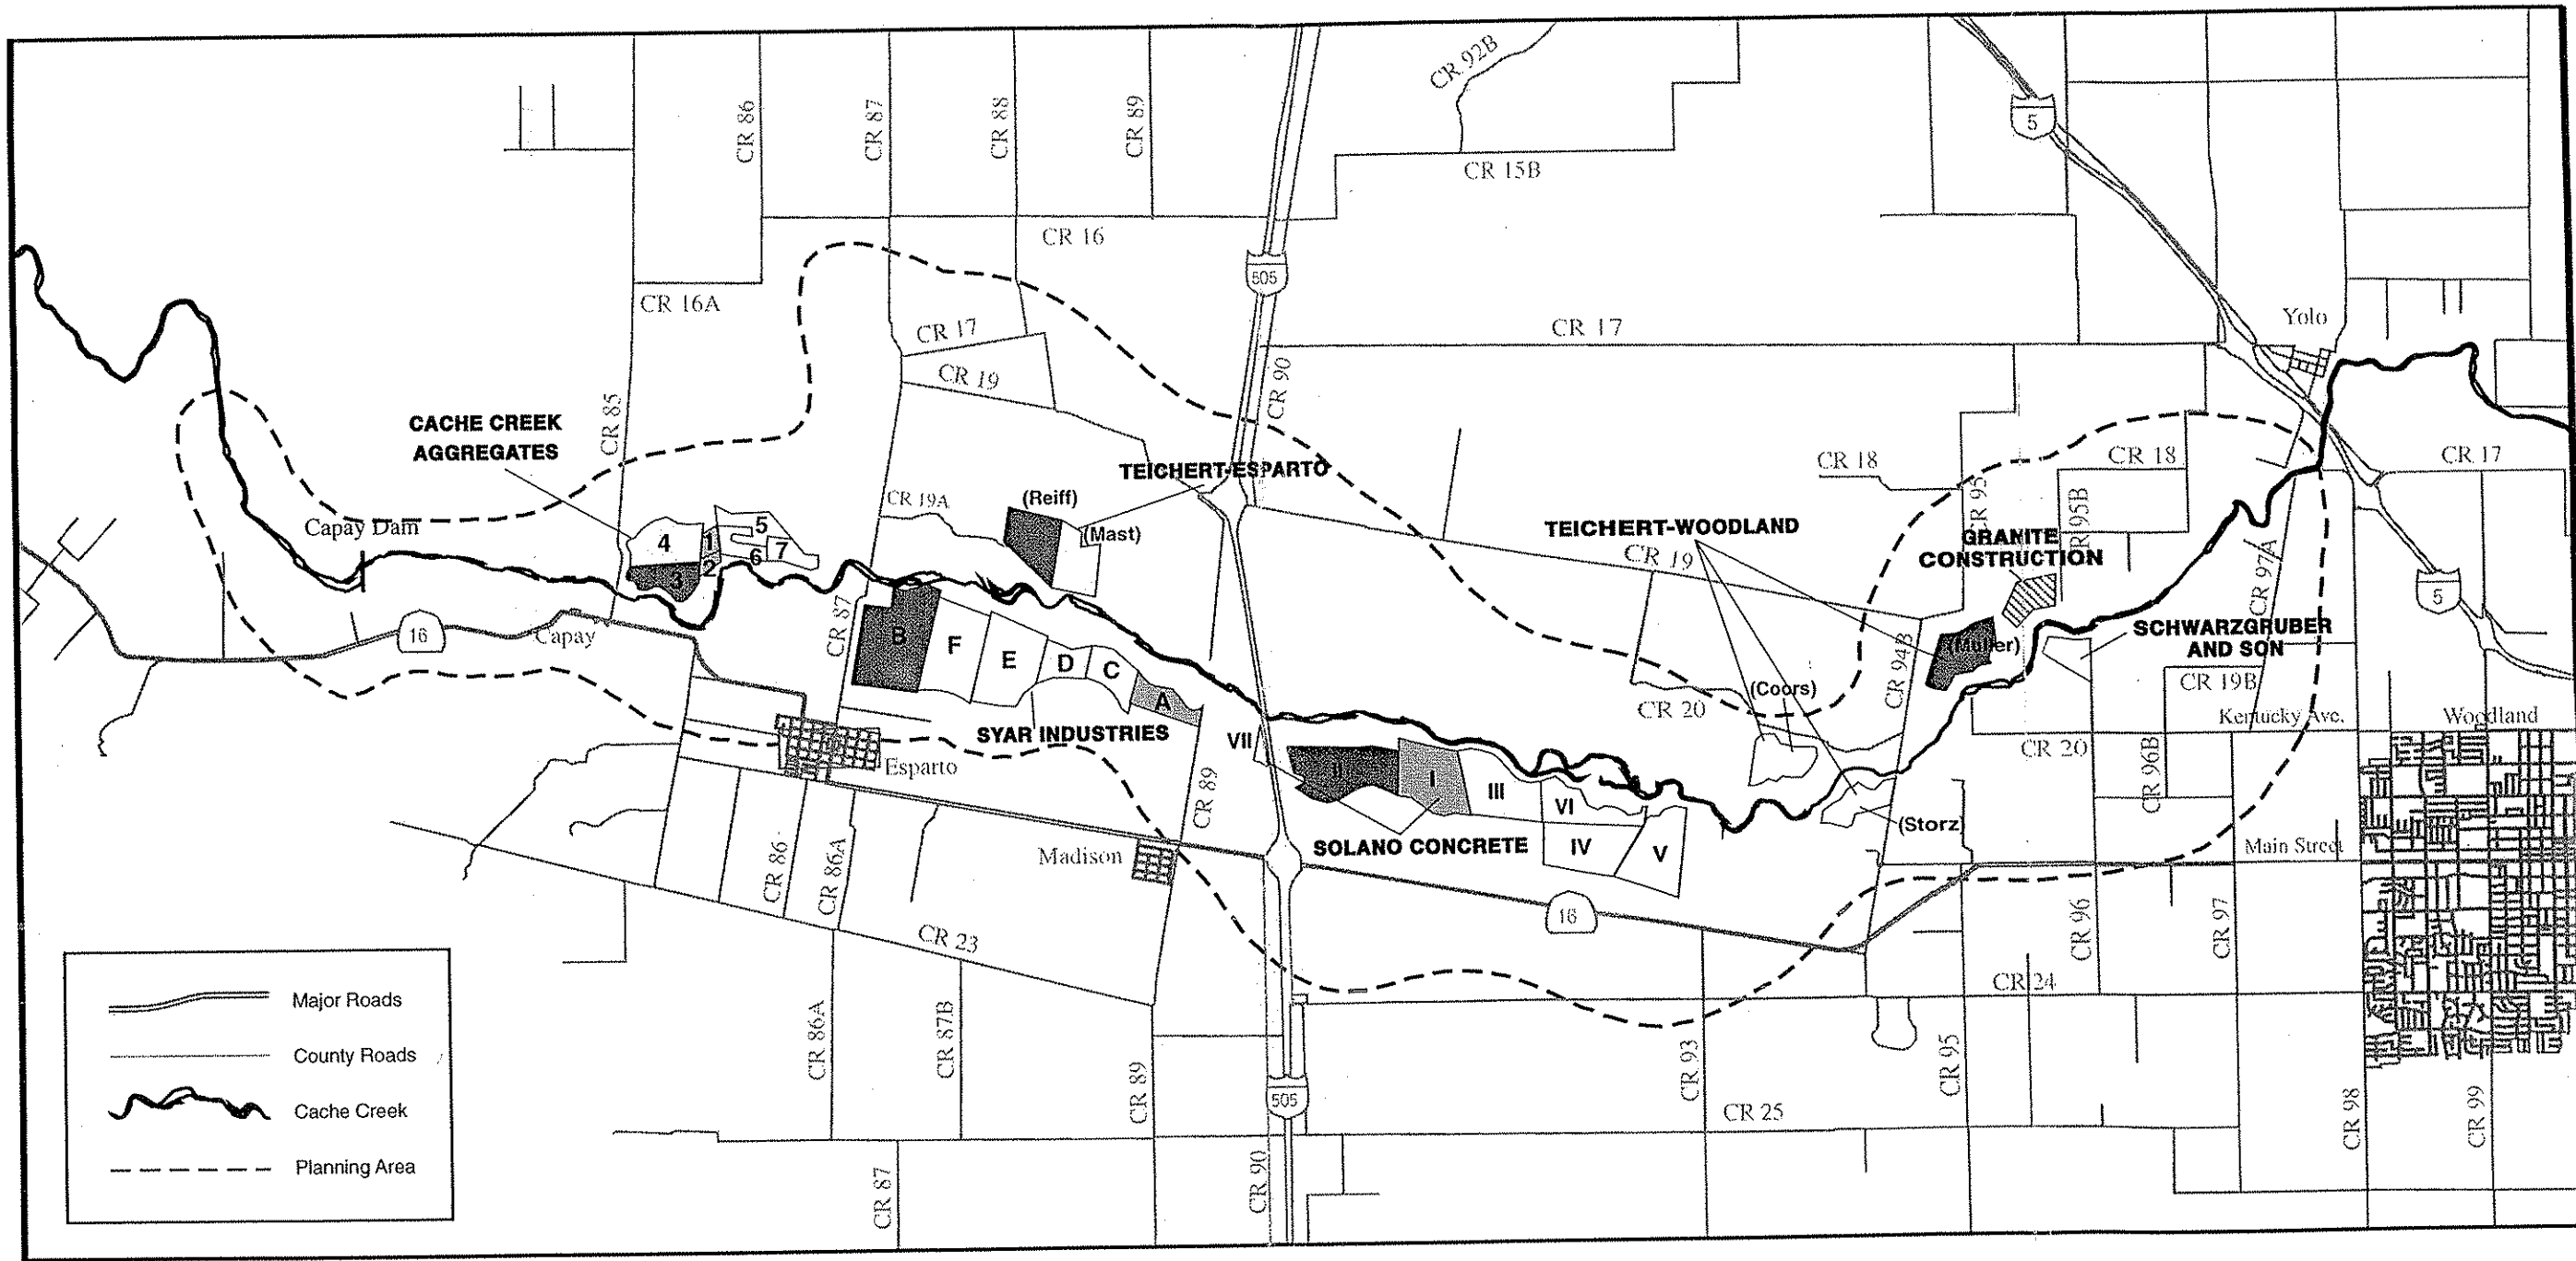 CR 92B
5
CR 86
CR 87
CR 88
CR 89
CR 15B
CR 16
505
CR 16A
Yolo
CR 17
CR 17
CR 19
CR 90
CR 85
CACHE CREEK
AGGREGATES
TEICHERT-ESPARTO
CR 18
CR 18
CR 17
CR 19A
(Reiff)
(Mast)
CR 95
CR 95B
Capay Dam
5
4
1
7
6
2
3
TEICHERT-WOODLAND
CR 19
GRANITE
CONSTRUCTION
CR 97A
5
16
Capay
CR 87
B
F
E
D
C
A
(Muller)
SCHWARZGRUBER
AND SON
CR 94B
CR 19B
(Coors)
CR 20
Kentucky Ave.
Woodland
SYAR INDUSTRIES
VII
CR 20
Esparto
II
I
III
VI
CR 96B
CR 89
(Storz)
SOLANO CONCRETE
IV
V
Main Street
Madison
CR 86
CR 86A
16
CR 96
CR 97
CR 23
CR 24
Major Roads
County Roads
Cache Creek
Planning Area
CR 86A
CR 87B
CR 89
505
CR 93
CR 25
CR 95
CR 98
CR 99
CR 87
CR 90